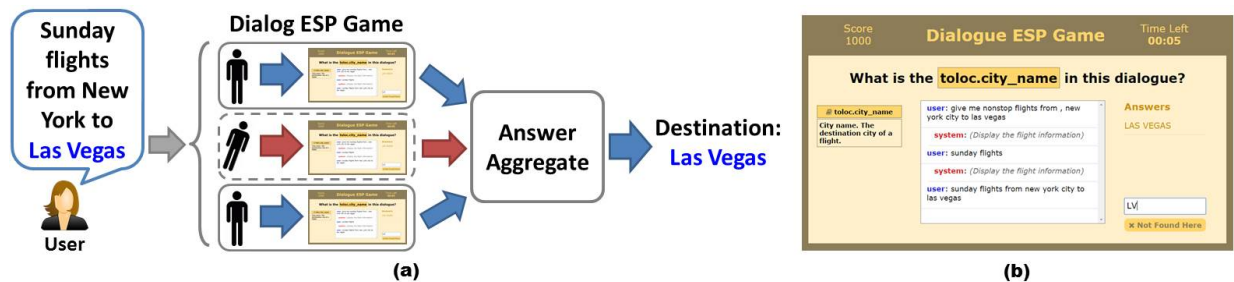 Sunday
flights
from New
York to
Las Vegas
User
Dialog ESP Game
Answer
Aggregate
Destination:
Las Vegas
(a)
Score
1000
Dialogue ESP Game
Time Left
00:05
What is the toloc.city_name in this dialogue?
toloc.city_name
City name. The
destination city of a
flight.
user: give me nonstop flights from , new
york city to las vegas
system: (Display the flight information)
user: sunday flights
system: (Display the flight information)
user: sunday flights from new york city to
las vegas
Answers
LAS VEGAS
LV
✖ Not Found Here
(b)